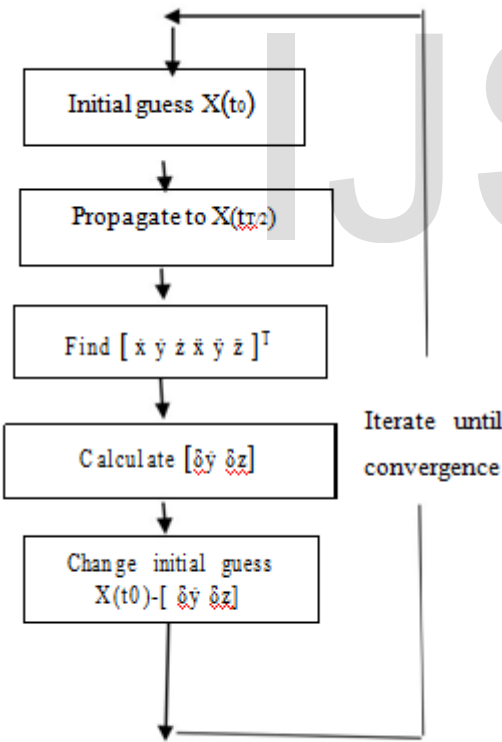 IJS
Initial guess X(t0)
Propagate to X(tT/2)
Find [ ẋ ẏ ż ẍ ÿ z̈ ]ᵀ
Calculate [δẏ δz]
Iterate until
convergence
Change initial guess
X(t0)-[ δẏ δz]